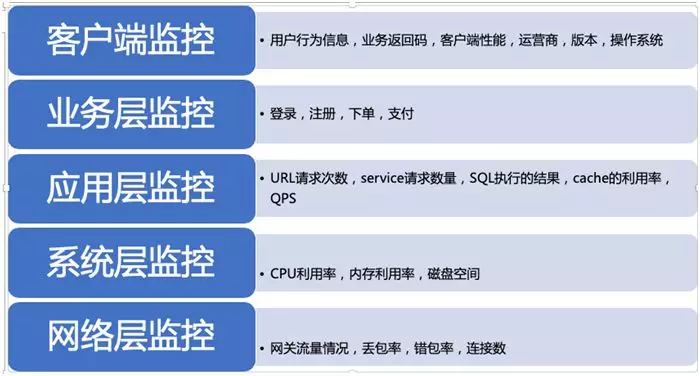 客户端监控
• 用户行为信息，业务返回码，客户端性能，运营商，版本，操作系统
业务层监控
• 登录，注册，下单，支付
应用层监控
• URL请求次数，service请求数量，SQL执行的结果，cache的利用率，
QPS
系统层监控
• CPU利用率，内存利用率，磁盘空间
网络层监控
• 网关流量情况，丢包率，错包率，连接数